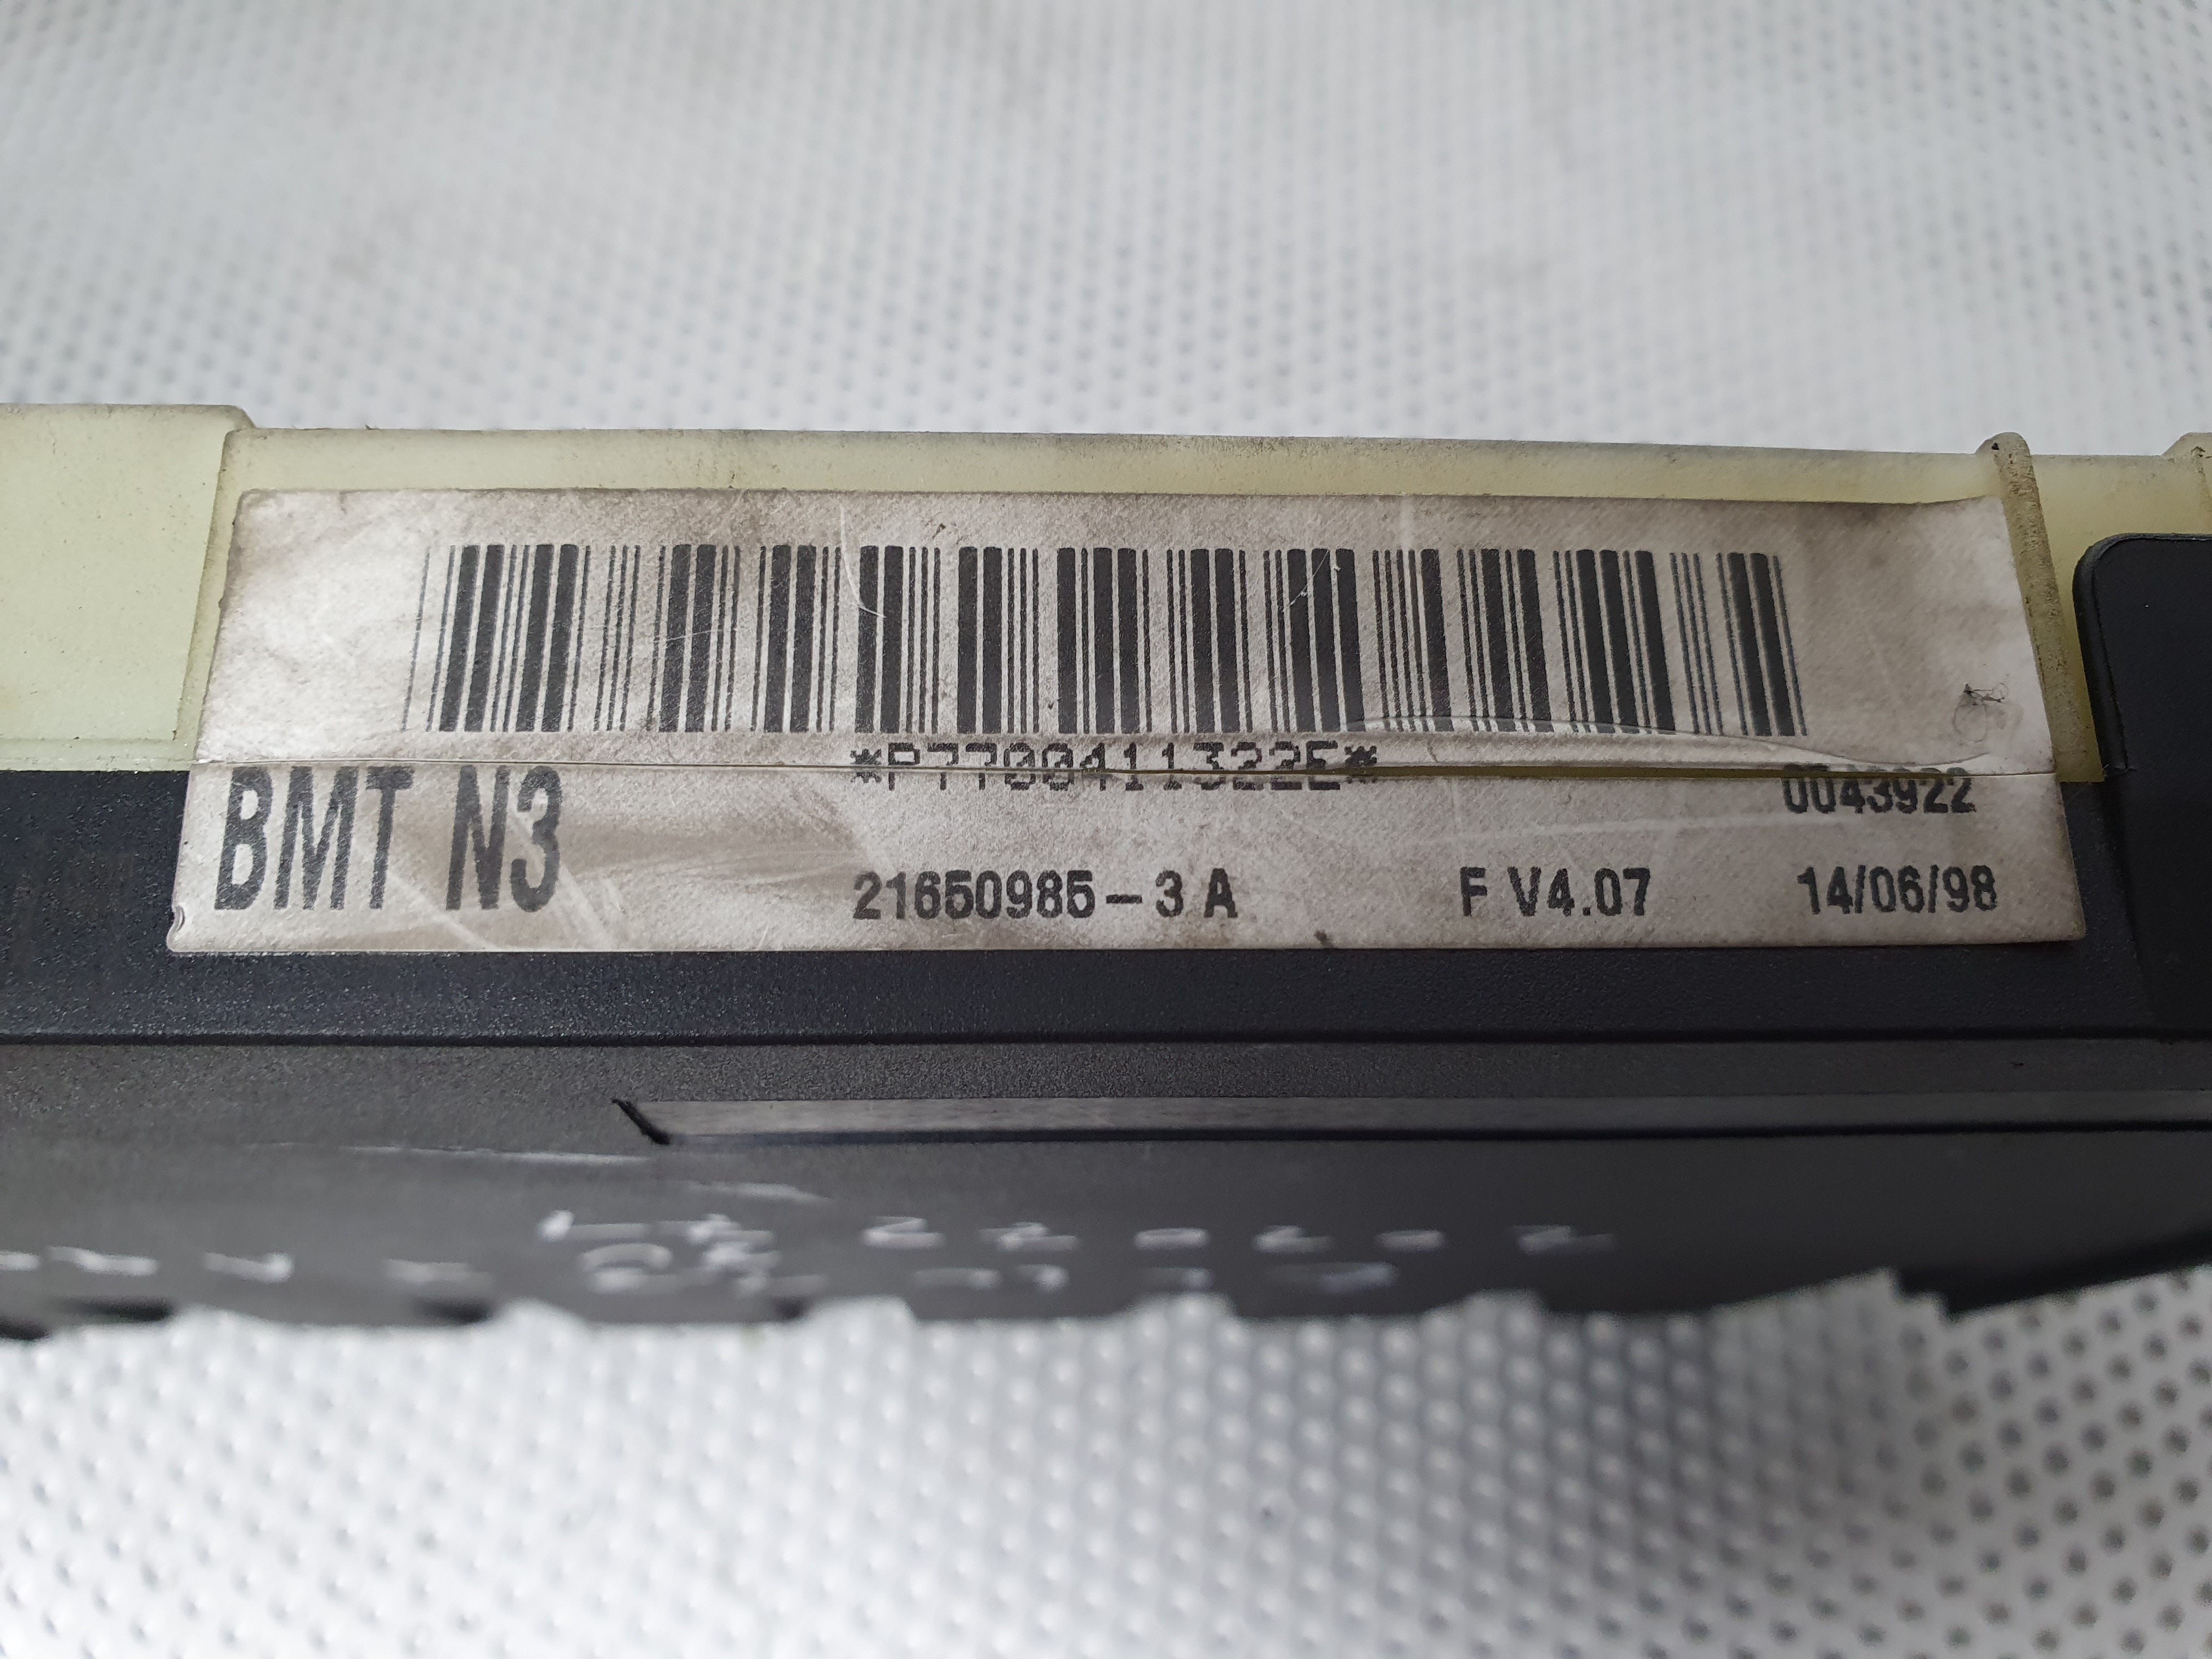 *P7700411322E*
BMT N3
0043922
21650985-3 A F V4.07 14/06/98